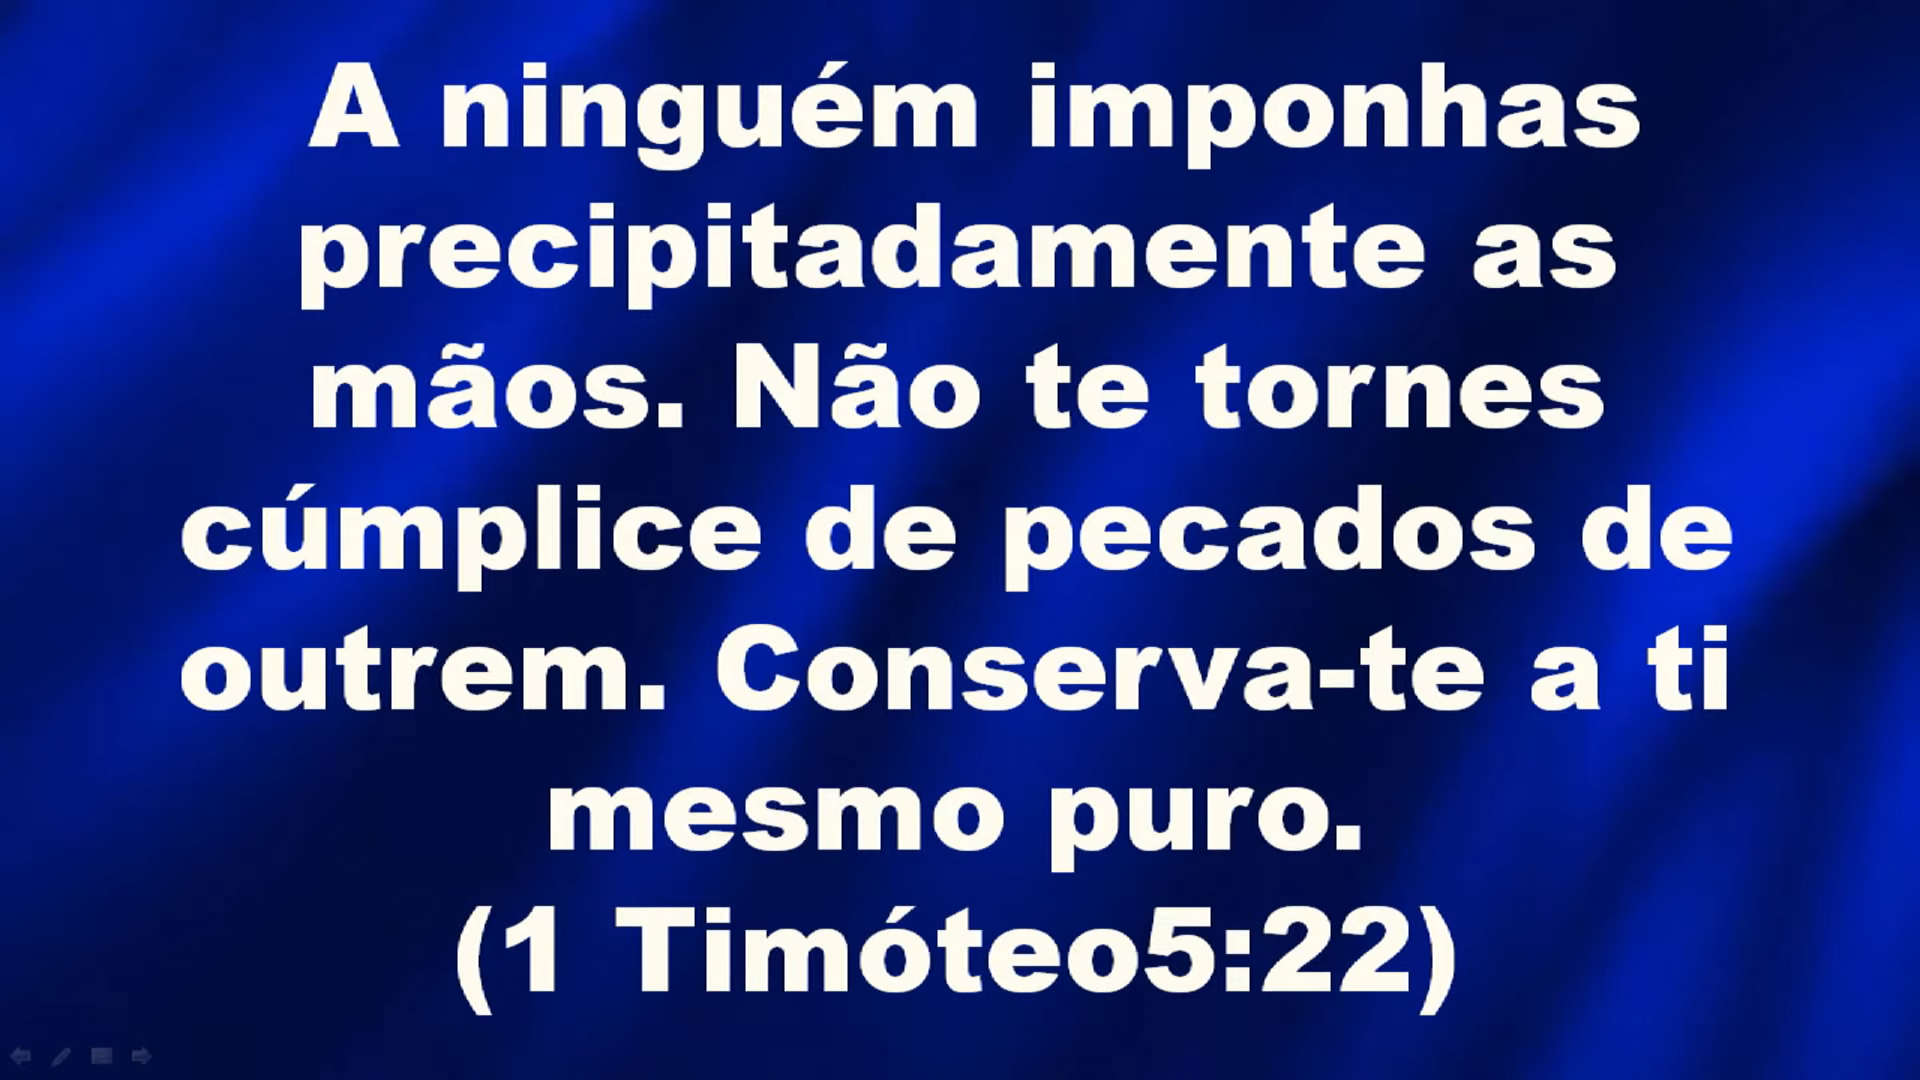 A ninguém imponhas
precipitadamente as
mãos. Não te tornes
cúmplice de pecados de
outrem. Conserva-te a ti
mesmo puro.
(1 Timóteo5:22)